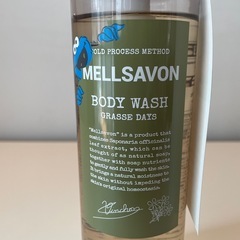 COLD PROCESS METHOD
MELLSAVON
BODY WASH
GRASSE DAYS
"Mellsavon" is a product that
combines Saponaria officinalis
leaf extract, which can be
thought of as natural soap,
together with soap nutrients
to gently and fully wash the skin.
It brings a natural moistness to
the skin without impeding the
skin's original homeostasis.